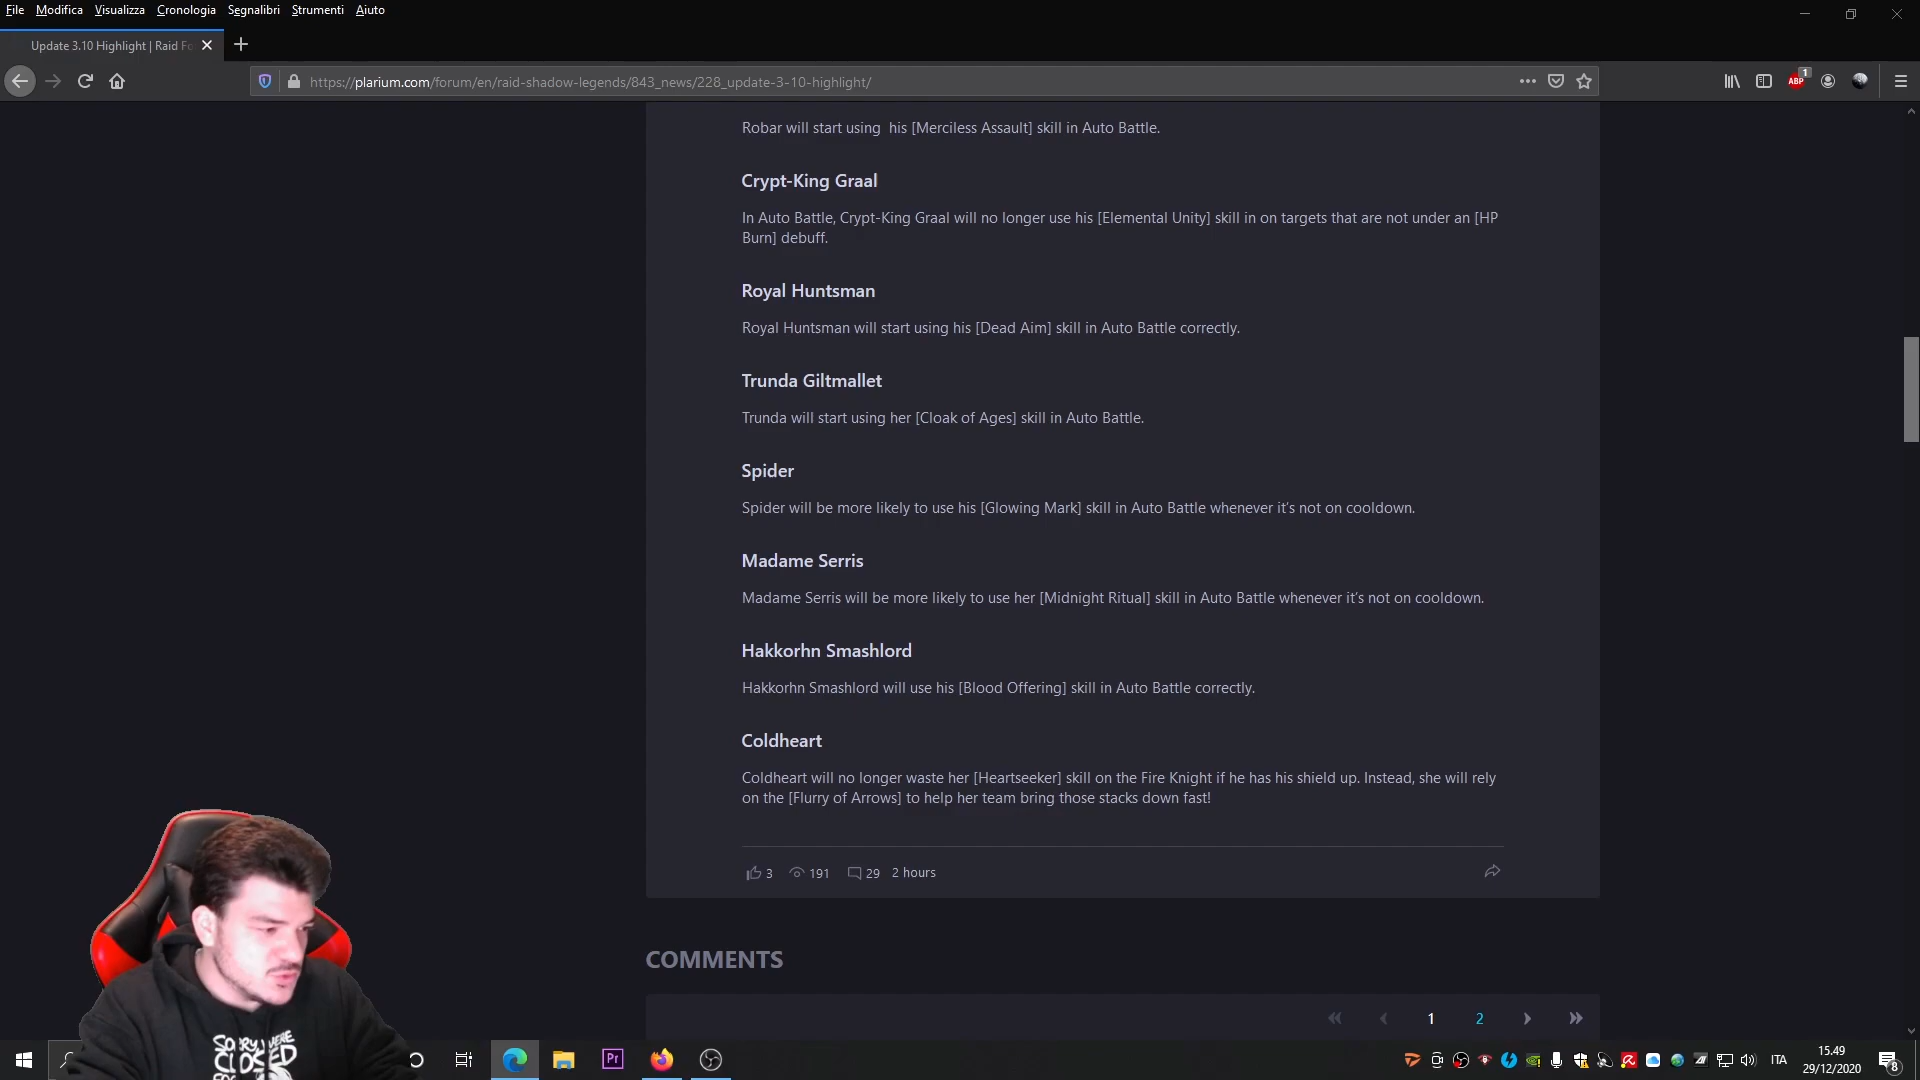 File Modifica Visualizza Cronologia Segnalibri Strumenti Aiuto
Update 3.10 Highlight | Raid Fo
https://plarium.com/forum/en/raid-shadow-legends/843_news/228_update-3-10-highlight/
ABP 1
Robar will start using his [Merciless Assault] skill in Auto Battle.
Crypt-King Graal
In Auto Battle, Crypt-King Graal will no longer use his [Elemental Unity] skill in on targets that are not under an [HP
Burn] debuff.
Royal Huntsman
Royal Huntsman will start using his [Dead Aim] skill in Auto Battle correctly.
Trunda Giltmallet
Trunda will start using her [Cloak of Ages] skill in Auto Battle.
Spider
Spider will be more likely to use his [Glowing Mark] skill in Auto Battle whenever it's not on cooldown.
Madame Serris
Madame Serris will be more likely to use her [Midnight Ritual] skill in Auto Battle whenever it's not on cooldown.
Hakkorhn Smashlord
Hakkorhn Smashlord will use his [Blood Offering] skill in Auto Battle correctly.
Coldheart
Coldheart will no longer waste her [Heartseeker] skill on the Fire Knight if he has his shield up. Instead, she will rely
on the [Flurry of Arrows] to help her team bring those stacks down fast!
3 191 29 2 hours
COMMENTS
« ‹ 1 2 › »
SORRY WE'RE
CLOSED
Pr
ITA
15.49
29/12/2020
8